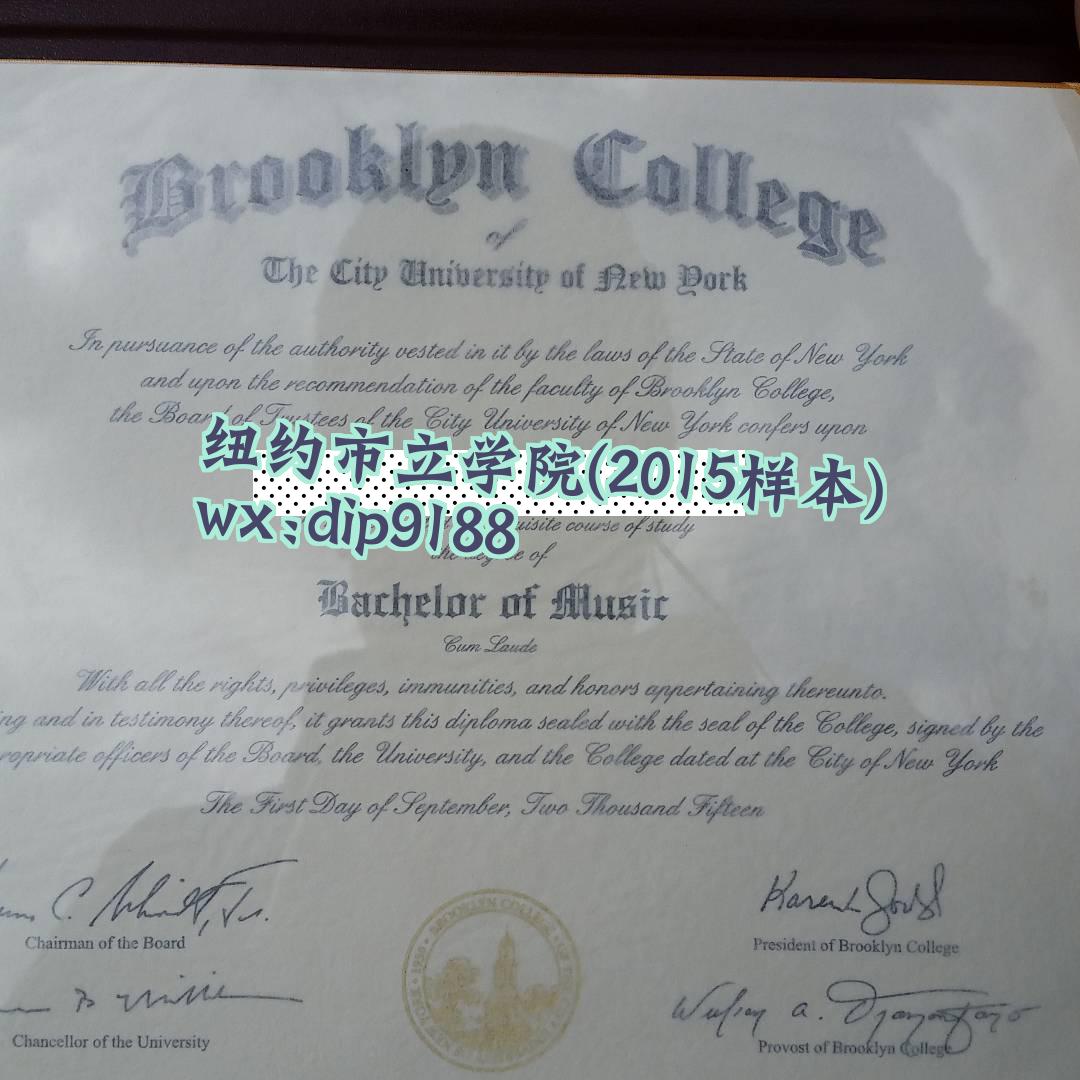 Brooklyn College
of
The City University of New York
In pursuance of the authority vested in it by the laws of the State of New York
and upon the recommendation of the faculty of Brooklyn College,
the Board of Trustees of the City University of New York confers upon
纽约市立学院(2015样本)
wx:dip9188
course of study
the degree of
Bachelor of Music
Cum Laude
With all the rights, privileges, immunities, and honors appertaining thereunto.
and in testimony thereof, it grants this diploma sealed with the seal of the College, signed by the
officers of the Board, the University, and the College dated at the City of New York
The First Day of September, Two Thousand Fifteen
Chairman of the Board
President of Brooklyn College
Chancellor of the University
Provost of Brooklyn College
BROOKLYN COLLEGE
1930